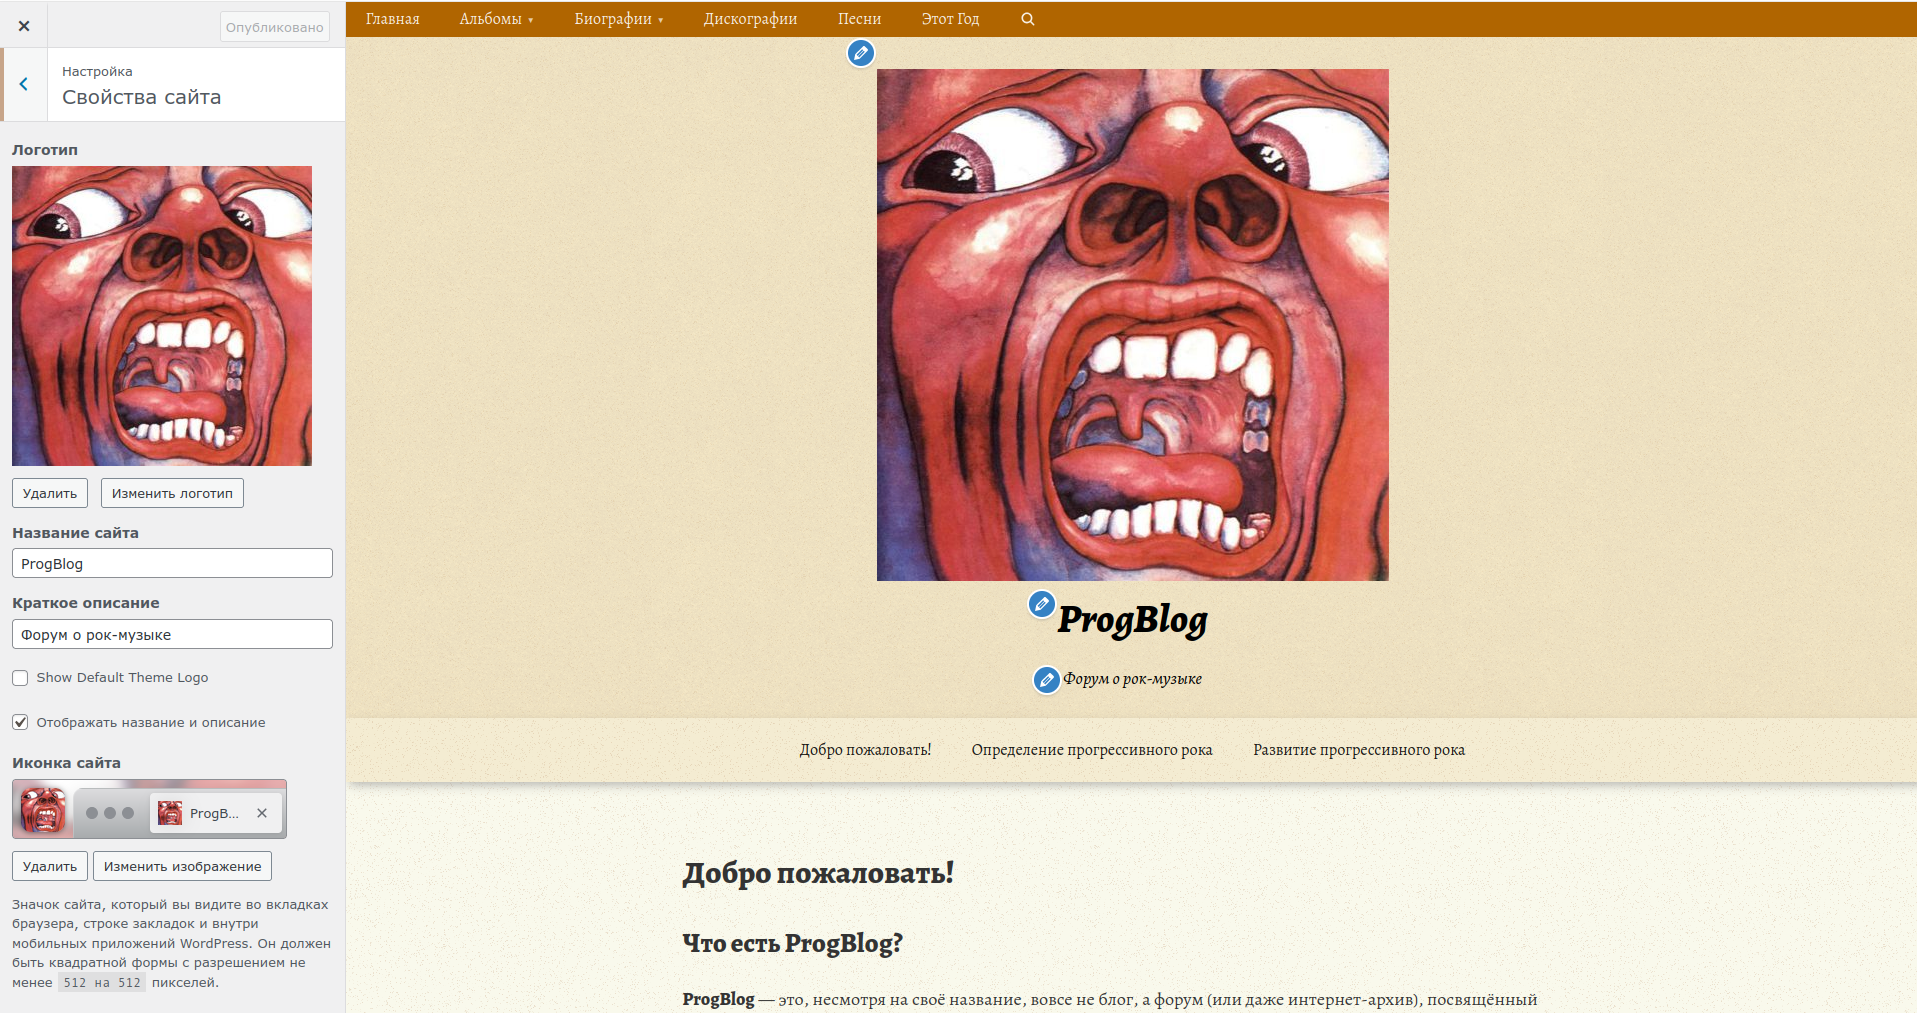 Опубликовано
Настройка
Свойства сайта
Логотип
Удалить
Изменить логотип
Название сайта
ProgBlog
Краткое описание
Форум о рок-музыке
Show Default Theme Logo
Отображать название и описание
Иконка сайта
ProgB...
Удалить
Изменить изображение
Значок сайта, который вы видите во вкладках
браузера, строке закладок и внутри
мобильных приложений WordPress. Он должен
быть квадратной формы с разрешением не
менее 512 на 512 пикселей.
Главная Альбомы Биографии Дискографии Песни Этот Год
ProgBlog
Форум о рок-музыке
Добро пожаловать! Определение прогрессивного рока Развитие прогрессивного рока
Добро пожаловать!
Что есть ProgBlog?
ProgBlog — это, несмотря на своё название, вовсе не блог, а форум (или даже интернет-архив), посвящённый